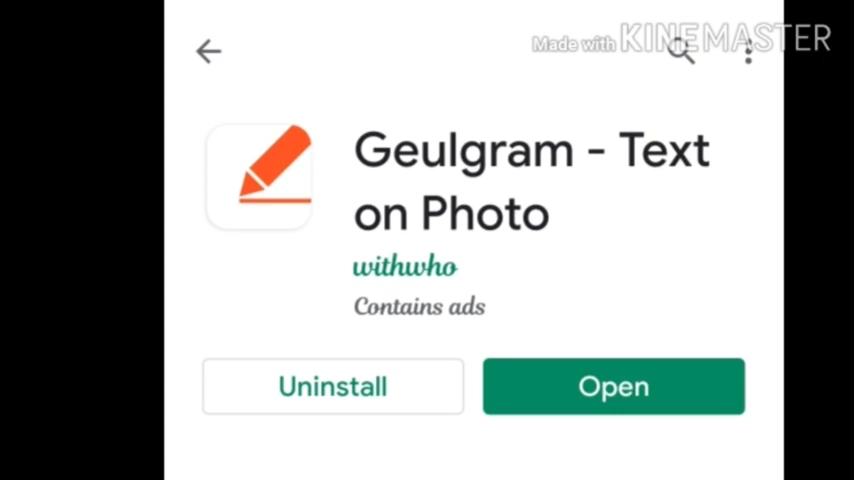 Made with KINEMASTER
Geulgram - Text
on Photo
withwho
Contains ads
Uninstall
Open